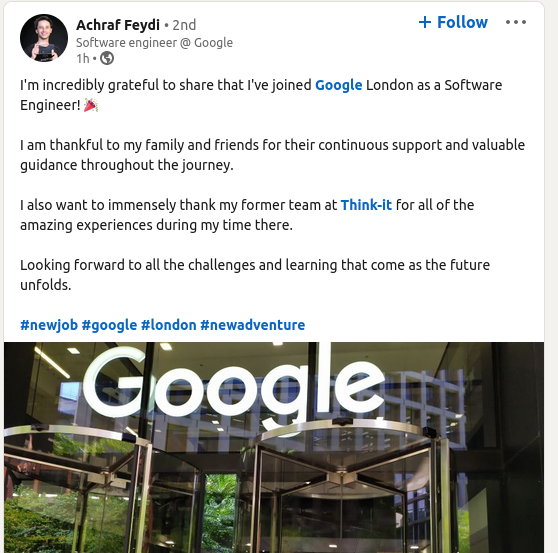 Achraf Feydi • 2nd
+ Follow
Software engineer @ Google
1h •
I'm incredibly grateful to share that I've joined Google London as a Software
Engineer! 🎉
I am thankful to my family and friends for their continuous support and valuable
guidance throughout the journey.
I also want to immensely thank my former team at Think-it for all of the
amazing experiences during my time there.
Looking forward to all the challenges and learning that come as the future
unfolds.
#newjob #google #london #newadventure
Google